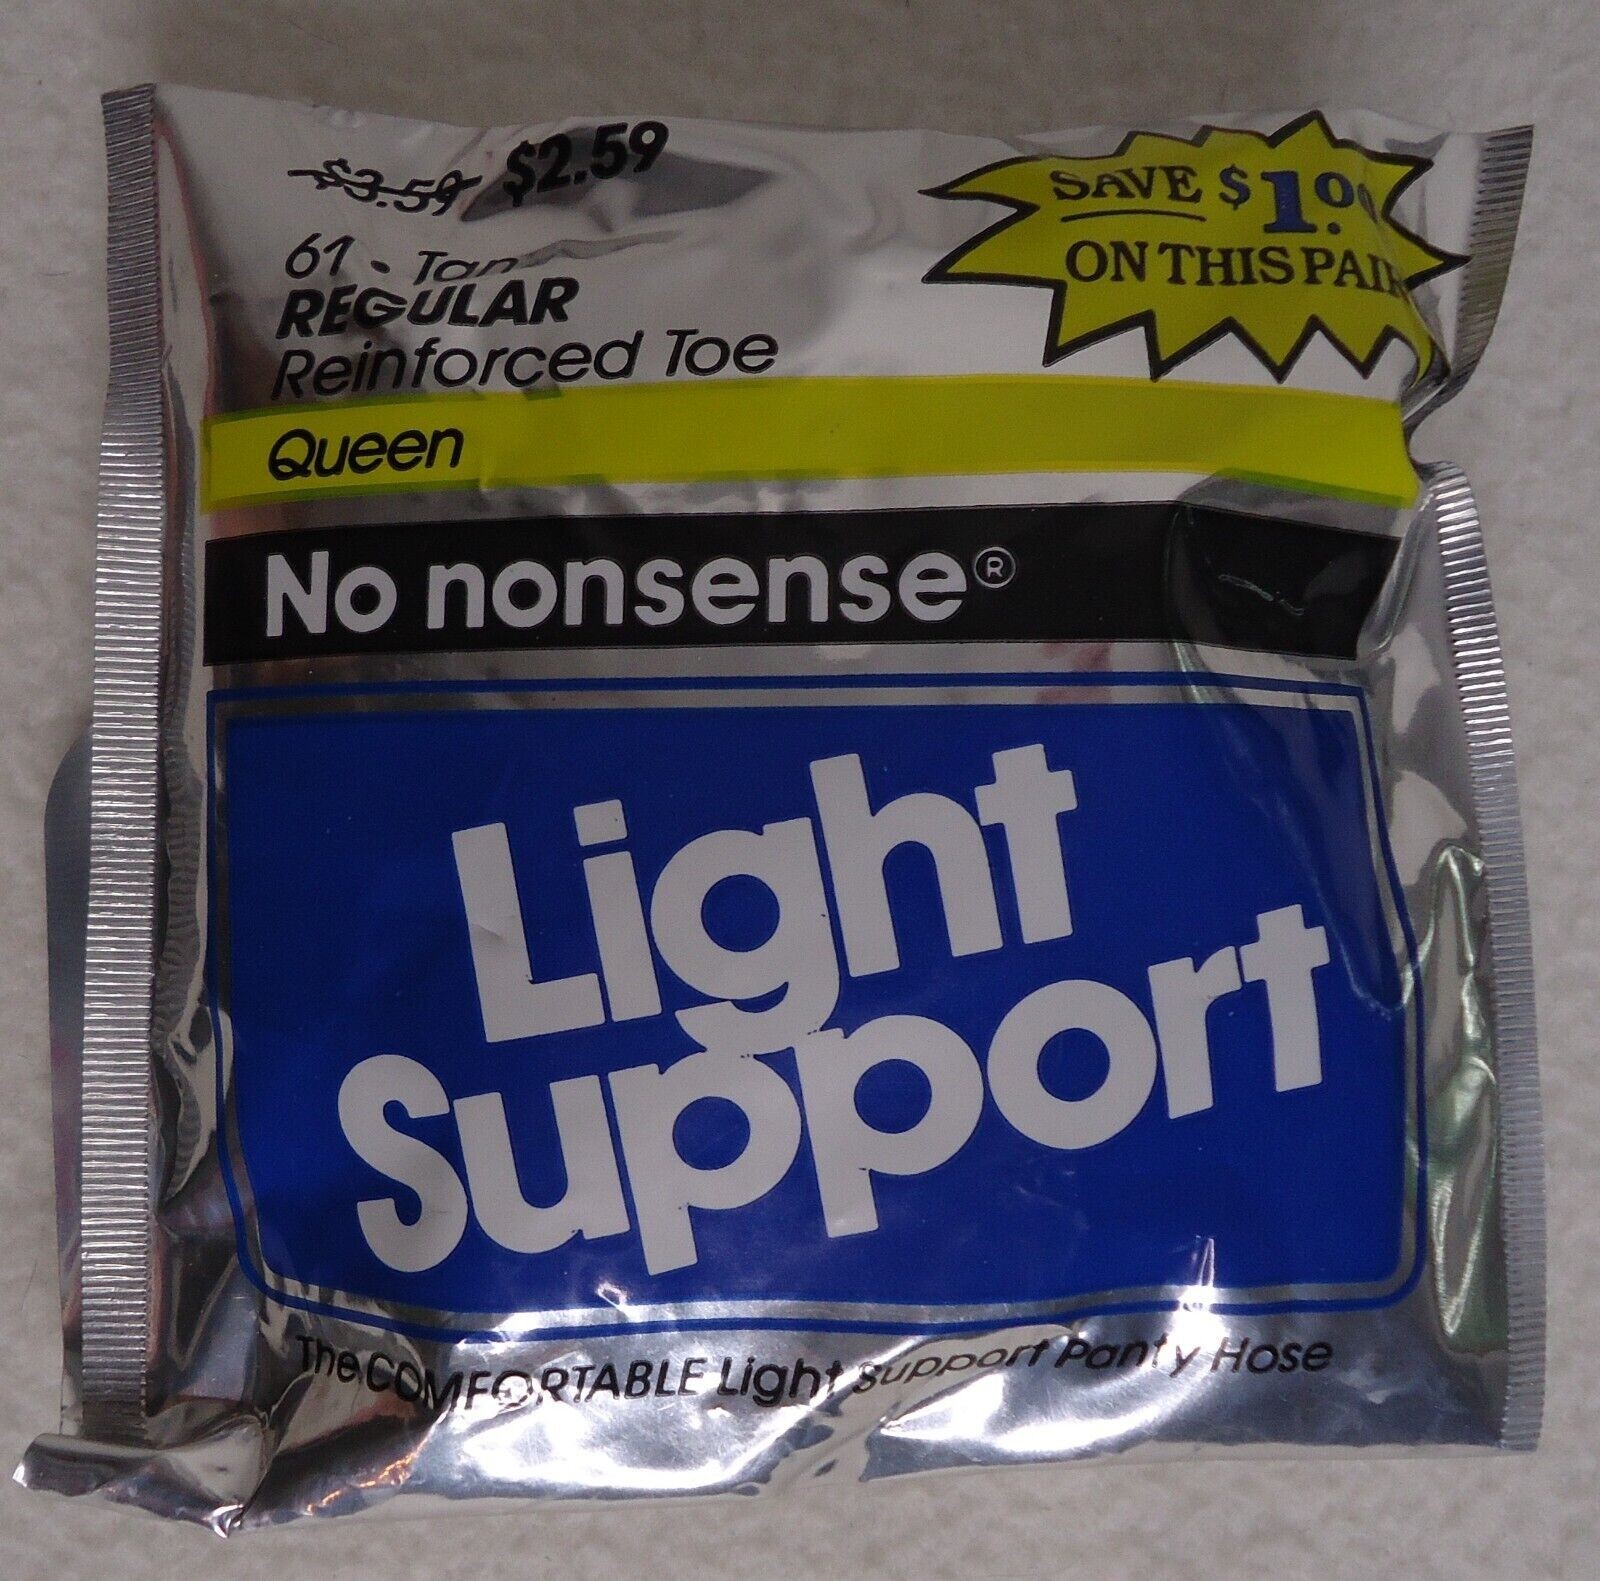 $3.59 $2.59
SAVE $1.00
ON THIS PAIR
61 - Tan
REGULAR
Reinforced Toe
Queen
No nonsense®
Light
Support
The COMFORTABLE Light Support Panty Hose